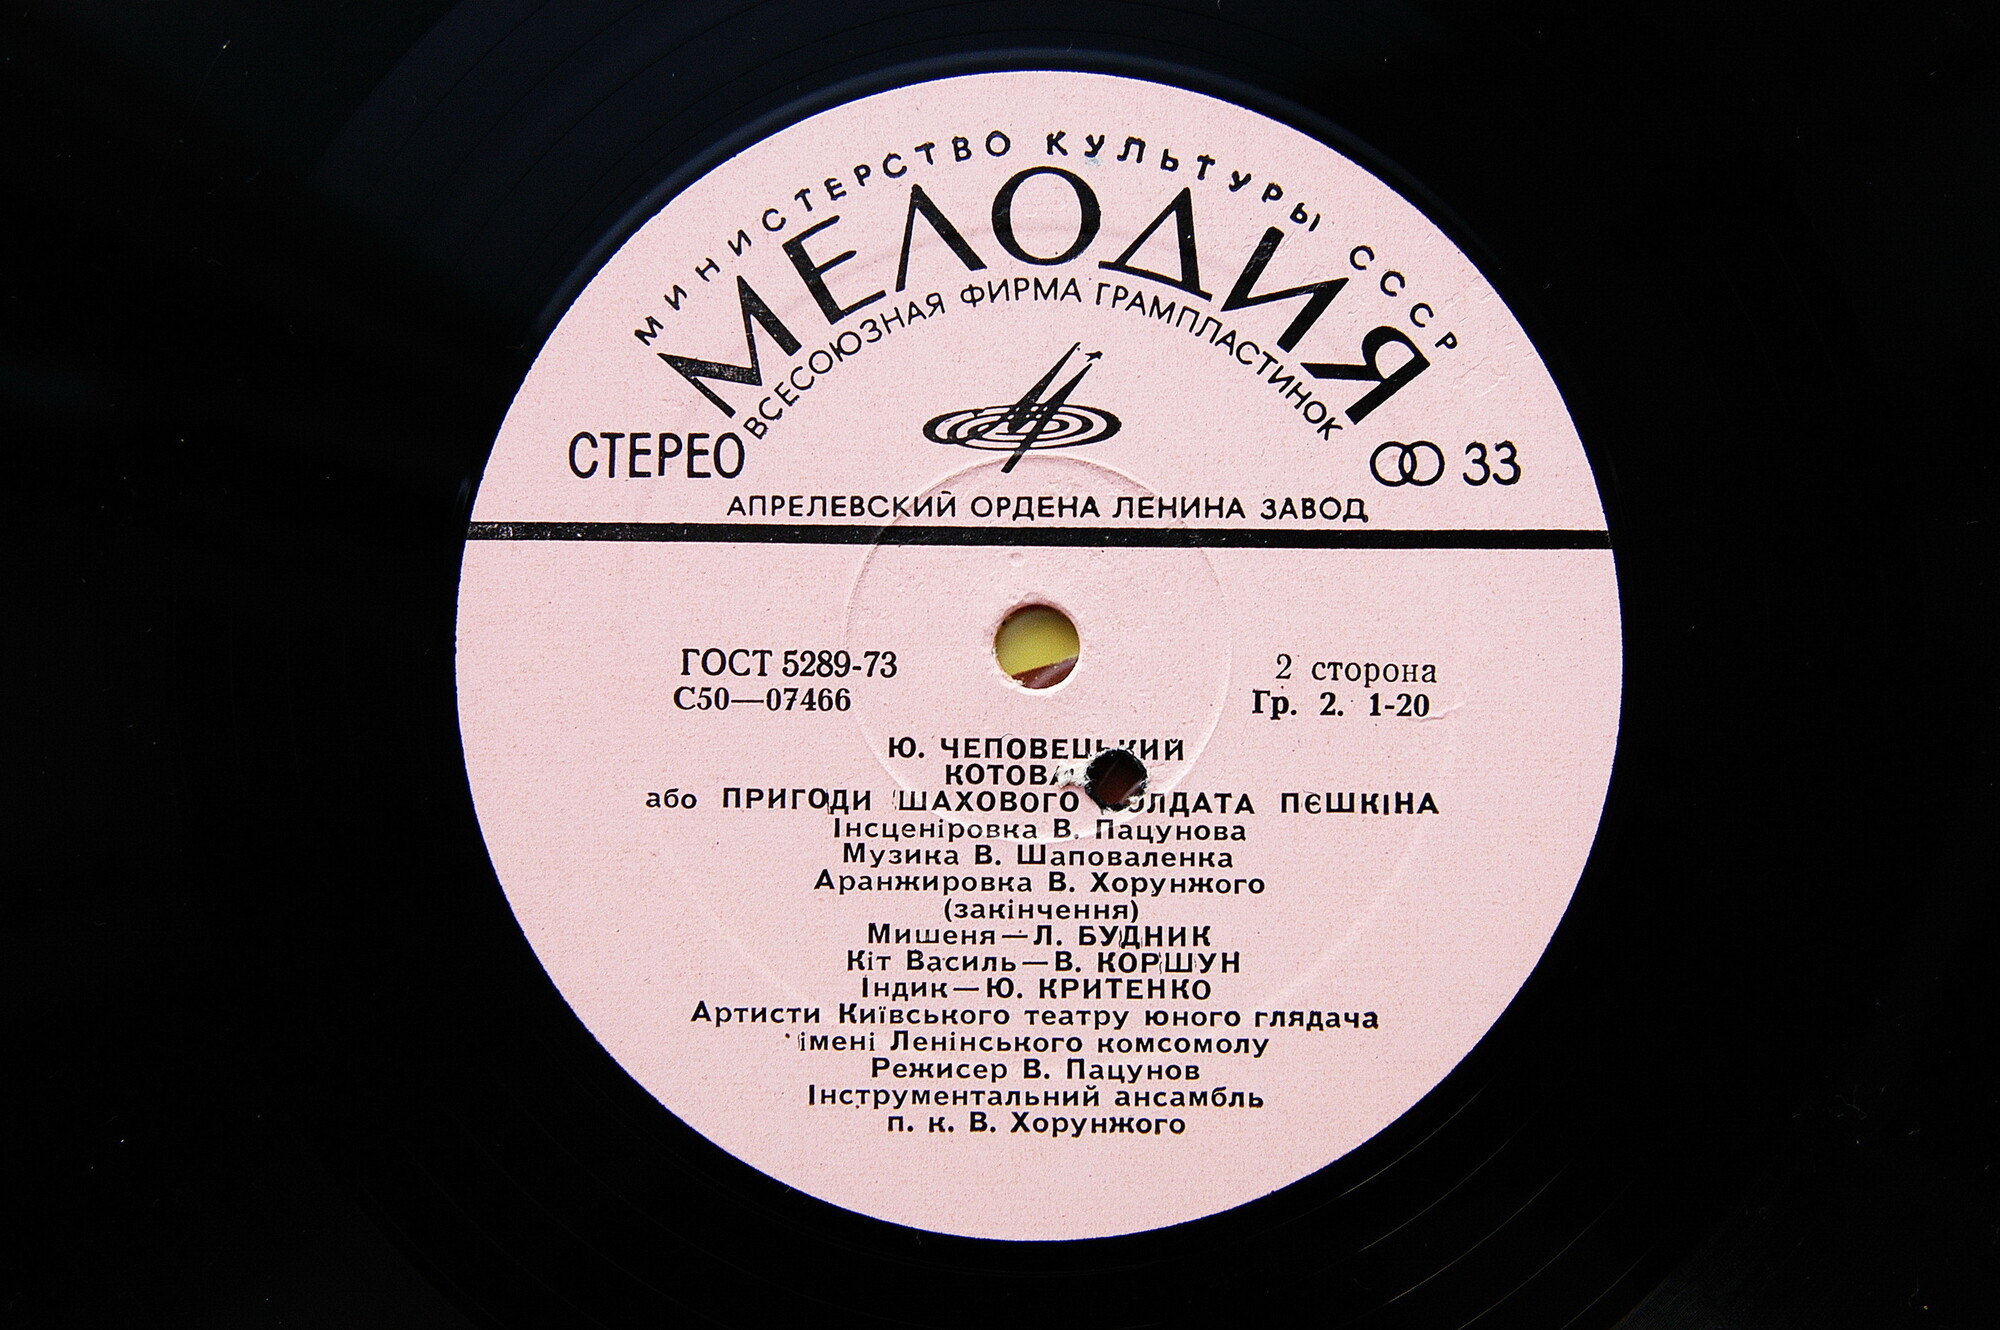 МИНИСТЕРСТВО КУЛЬТУРЫ СССР
МЕЛОДИЯ
ВСЕСОЮЗНАЯ ФИРМА ГРАМПЛАСТИНОК
СТЕРЕО
33
АПРЕЛЕВСКИЙ ОРДЕНА ЛЕНИНА ЗАВОД
ГОСТ 5289-73
2 сторона
С50—07466
Гр. 2. 1-20
Ю. ЧЕПОВЕЦЬКИЙ
або ПРИГОДИ ШАХОВОГО СОЛДАТА ПЄШКІНА
Інсценіровка В. Пацунова
Музика В. Шаповаленка
Аранжировка В. Хорунжого
(закінчення)
Мишеня—Л. БУДНИК
Кіт Василь—В. КОРШУН
Індик—Ю. КРИТЕНКО
Артисти Київського театру юного глядача
імені Ленінського комсомолу
Режисер В. Пацунов
Інструментальний ансамбль
п. к. В. Хорунжого